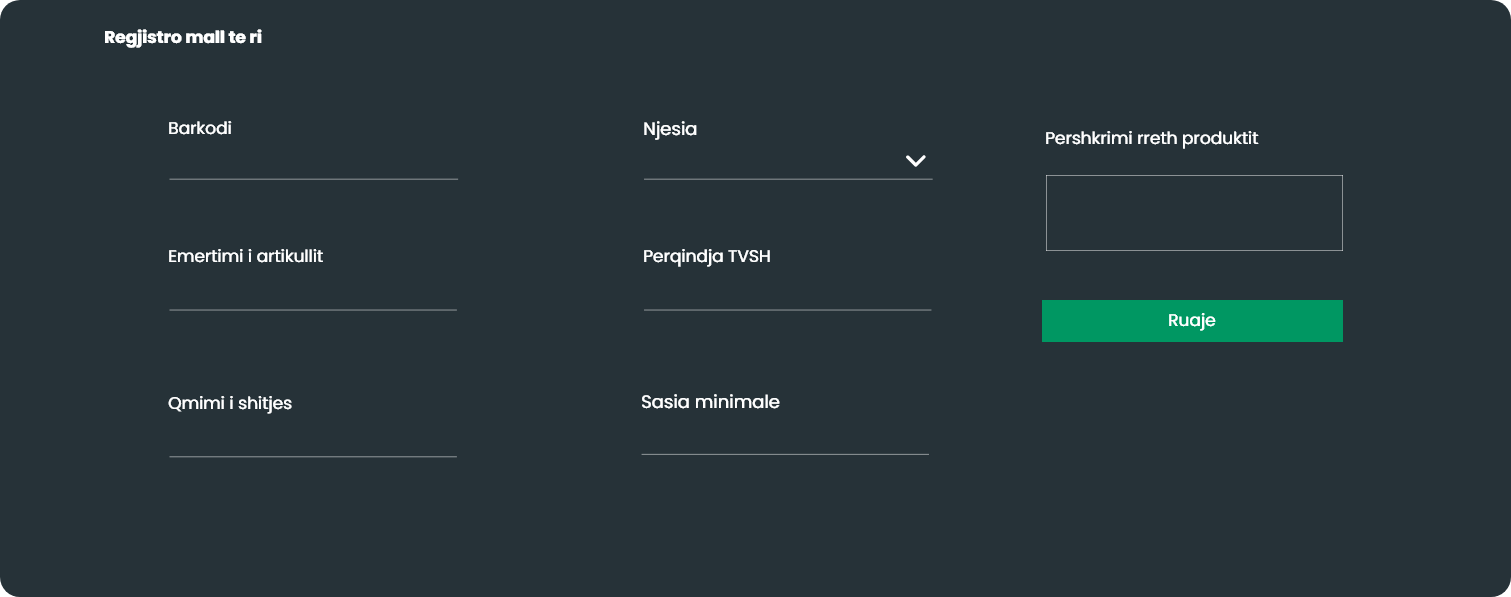 Regjistro mall te ri
Barkodi
Njesia
Pershkrimi rreth produktit
Emertimi i artikullit
Perqindja TVSH
Ruaje
Qmimi i shitjes
Sasia minimale